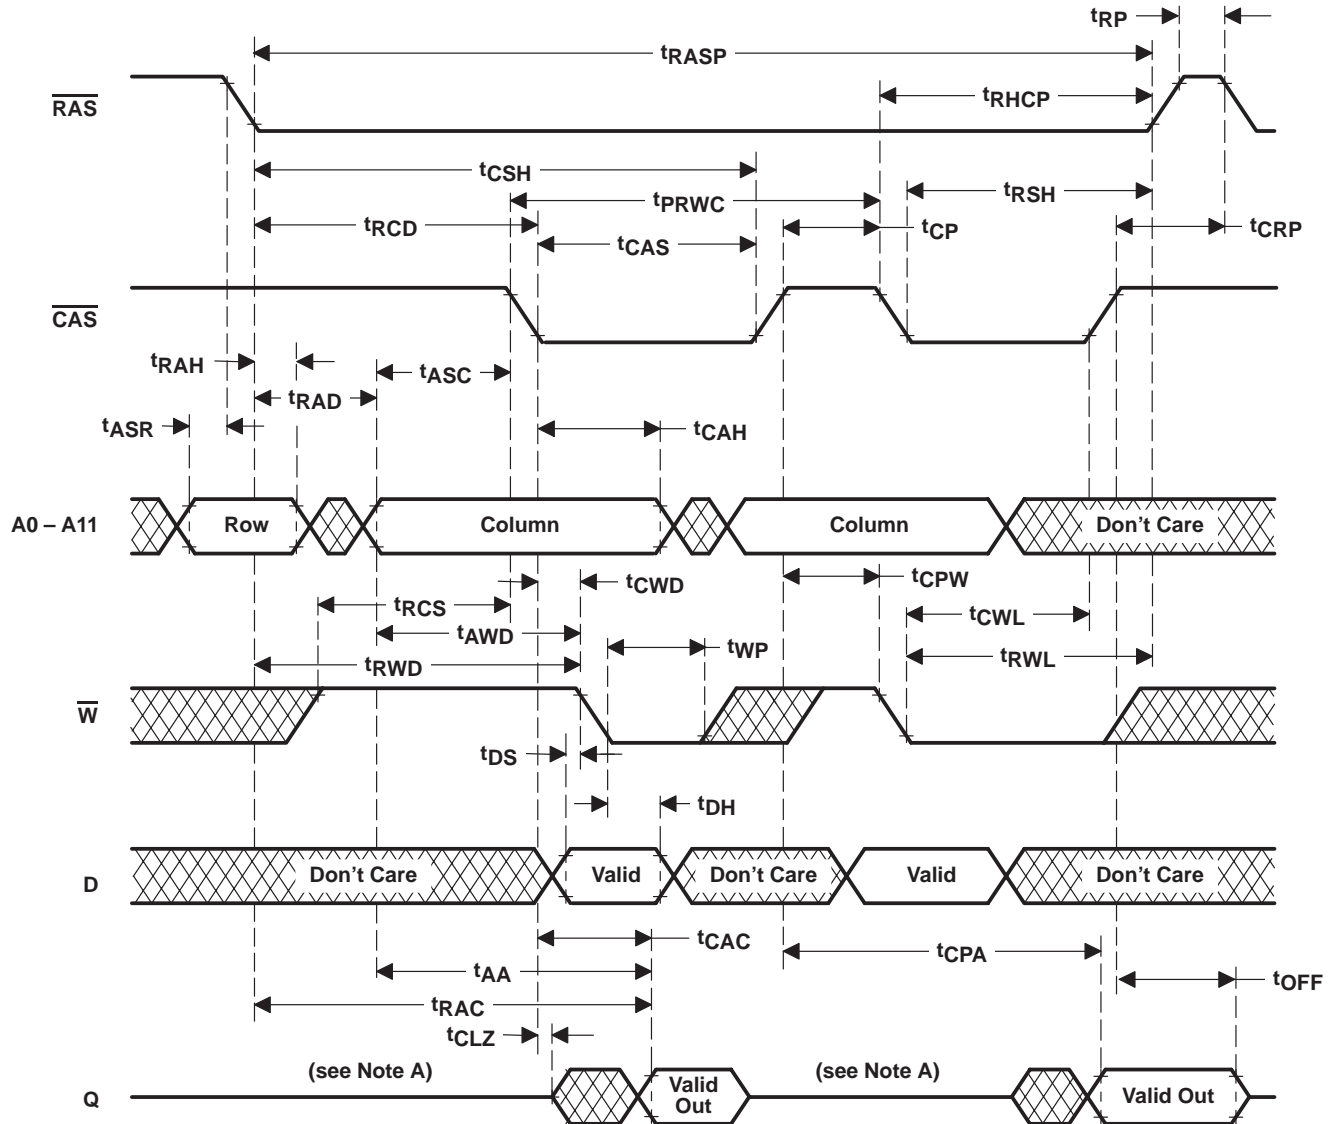 tRP
tRASP
RAS
tRHCP
tCSH
tRSH
tPRWC
tRCD
tCP
tCRP
tCAS
CAS
tRAH
tASC
tRAD
tASR
tCAH
A0 – A11
Row
Column
Column
Don't Care
tCWD
tCPW
tRCS
tCWL
tAWD
tWP
tRWD
tRWL
W
tDS
tDH
D
Don't Care
Valid
Don't Care
Valid
Don't Care
tCAC
tCPA
tAA
tOFF
tRAC
tCLZ
Q
(see Note A)
Valid
Out
(see Note A)
Valid Out